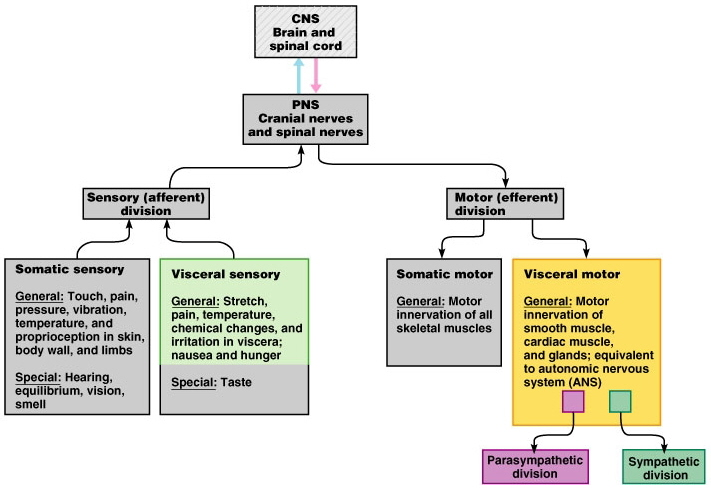 CNS
Brain and
spinal cord
PNS
Cranial nerves
and spinal nerves
Sensory (afferent)
division
Motor (efferent)
division
Somatic sensory
General: Touch, pain,
pressure, vibration,
temperature, and
proprioception in skin,
body wall, and limbs
Special: Hearing,
equilibrium, vision,
smell
Visceral sensory
General: Stretch,
pain, temperature,
chemical changes, and
irritation in viscera;
nausea and hunger
Special: Taste
Somatic motor
General: Motor
innervation of all
skeletal muscles
Visceral motor
General: Motor
innervation of
smooth muscle,
cardiac muscle,
and glands; equivalent
to autonomic nervous
system (ANS)
Parasympathetic
division
Sympathetic
division